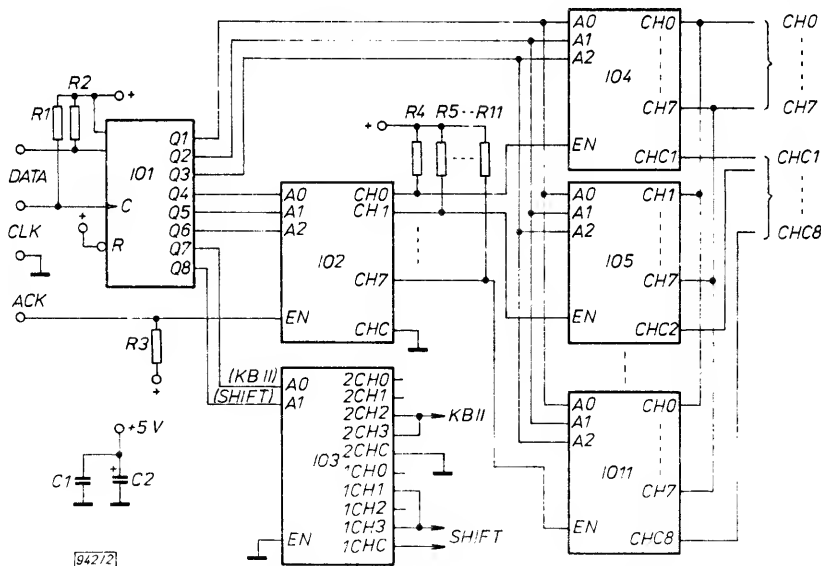 R1
R2
+
DATA
CLK
ACK
IO1
C
R
+
Q1
Q2
Q3
Q4
Q5
Q6
Q7
Q8
R3
+
(KBII)
(SHIFT)
+5 V
C1
+
C2
942/2
A0
A1
A2
IO2
EN
CH0
CH1
CH7
CHC
+
R4
R5--R11
A0
A1
IO3
EN
2CH0
2CH1
2CH2
2CH3
2CHC
1CH0
1CH1
1CH2
1CH3
1CHC
KBII
SHIFT
A0
A1
A2
IO4
EN
CH0
CH7
CHC1
A0
A1
A2
IO5
EN
CH1
CH7
CHC2
A0
A1
A2
IO11
EN
CH0
CH7
CHC8
CH0
CH7
CHC1
CHC8